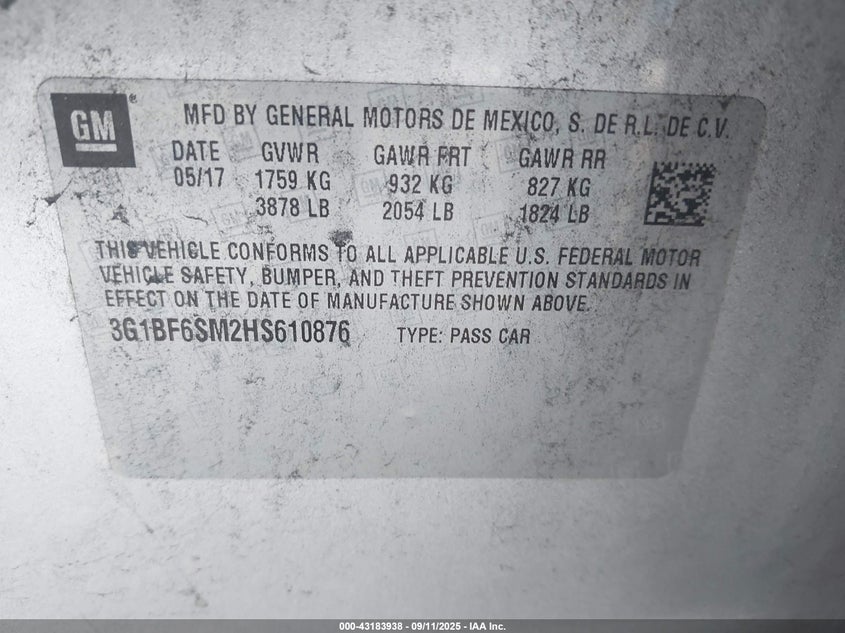 GM ®
MFD BY GENERAL MOTORS DE MEXICO, S. DE R.L. DE C.V.
DATE GVWR GAWR FRT GAWR RR
05/17 1759 KG 932 KG 827 KG
3878 LB 2054 LB 1824 LB
THIS VEHICLE CONFORMS TO ALL APPLICABLE U.S. FEDERAL MOTOR
VEHICLE SAFETY, BUMPER, AND THEFT PREVENTION STANDARDS IN
EFFECT ON THE DATE OF MANUFACTURE SHOWN ABOVE.
3G1BF6SM2HS610876 TYPE: PASS CAR
000-43183938 - 09/11/2025 - IAA Inc.